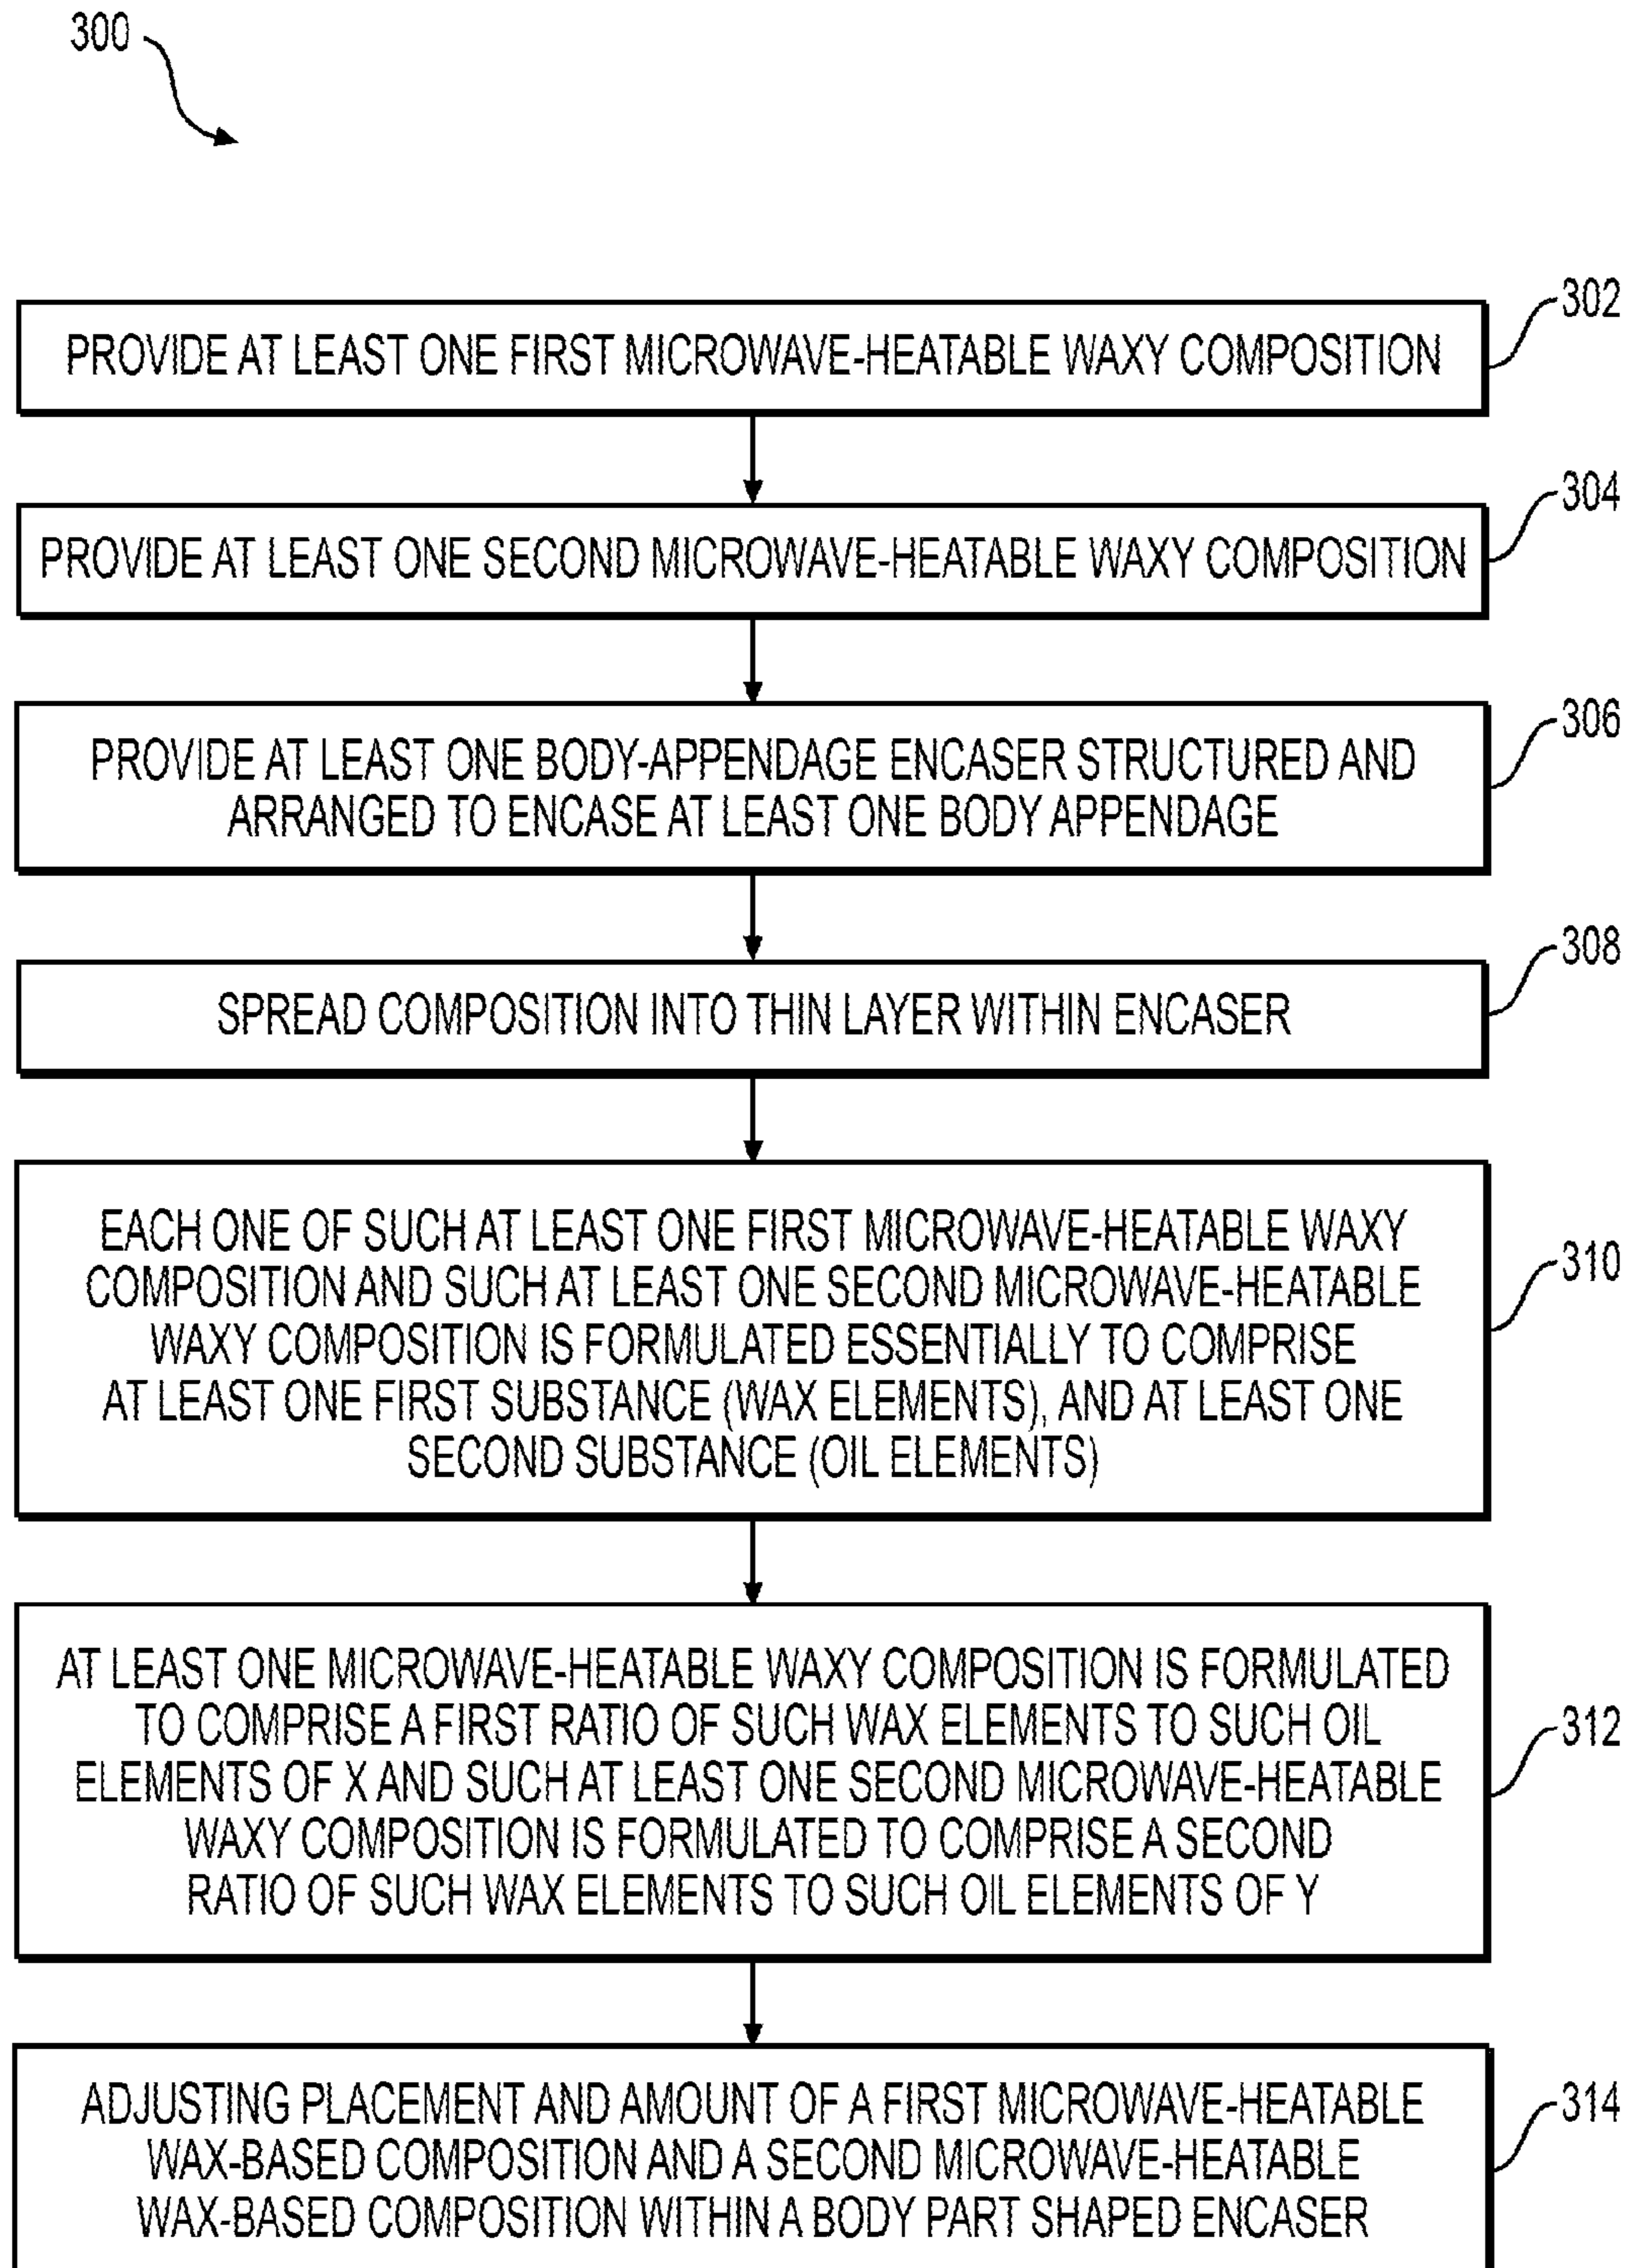 300
302
PROVIDE AT LEAST ONE FIRST MICROWAVE-HEATABLE WAXY COMPOSITION
304
PROVIDE AT LEAST ONE SECOND MICROWAVE-HEATABLE WAXY COMPOSITION
306
PROVIDE AT LEAST ONE BODY-APPENDAGE ENCASER STRUCTURED AND
ARRANGED TO ENCASE AT LEAST ONE BODY APPENDAGE
308
SPREAD COMPOSITION INTO THIN LAYER WITHIN ENCASER
310
EACH ONE OF SUCH AT LEAST ONE FIRST MICROWAVE-HEATABLE WAXY
COMPOSITION AND SUCH AT LEAST ONE SECOND MICROWAVE-HEATABLE
WAXY COMPOSITION IS FORMULATED ESSENTIALLY TO COMPRISE
AT LEAST ONE FIRST SUBSTANCE (WAX ELEMENTS), AND AT LEAST ONE
SECOND SUBSTANCE (OIL ELEMENTS)
312
AT LEAST ONE MICROWAVE-HEATABLE WAXY COMPOSITION IS FORMULATED
TO COMPRISE A FIRST RATIO OF SUCH WAX ELEMENTS TO SUCH OIL
ELEMENTS OF X AND SUCH AT LEAST ONE SECOND MICROWAVE-HEATABLE
WAXY COMPOSITION IS FORMULATED TO COMPRISE A SECOND
RATIO OF SUCH WAX ELEMENTS TO SUCH OIL ELEMENTS OF Y
314
ADJUSTING PLACEMENT AND AMOUNT OF A FIRST MICROWAVE-HEATABLE
WAX-BASED COMPOSITION AND A SECOND MICROWAVE-HEATABLE
WAX-BASED COMPOSITION WITHIN A BODY PART SHAPED ENCASER